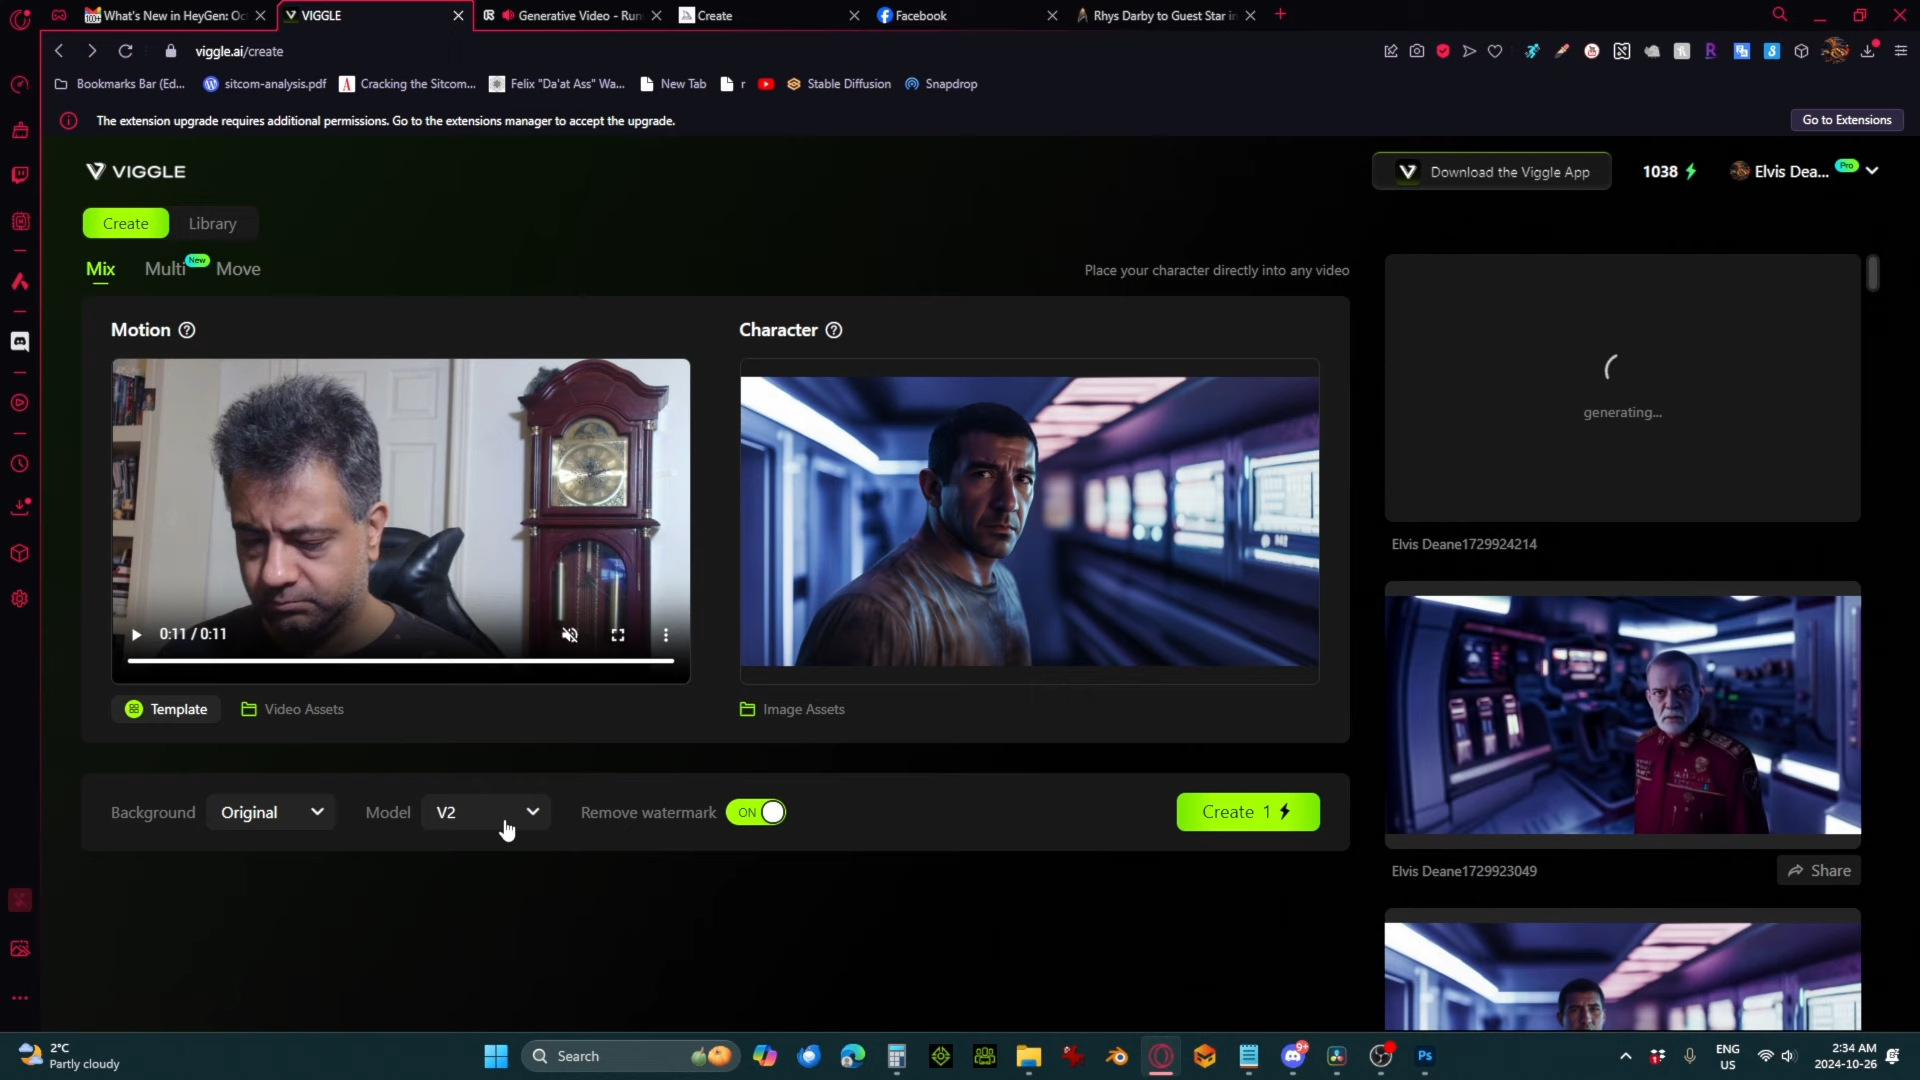 What's New in HeyGen: Oc
VIGGLE
Generative Video - Run
Create
Facebook
Rhys Darby to Guest Star in
viggle.ai/create
Bookmarks Bar (Ed...
sitcom-analysis.pdf
Cracking the Sitcom...
Felix "Da'at Ass" Wa...
New Tab
r
Stable Diffusion
Snapdrop
The extension upgrade requires additional permissions. Go to the extensions manager to accept the upgrade.
Go to Extensions
VIGGLE
Download the Viggle App
1038
Elvis Dea...
Pro
Create
Library
Mix
Multi
New
Move
Place your character directly into any video
Motion
Character
generating...
Elvis Deane1729924214
0:11 / 0:11
Template
Video Assets
Image Assets
Background
Original
Model
V2
Remove watermark
ON
Create 1
Elvis Deane1729923049
Share
2°C
Partly cloudy
Search
Ps
ENG
US
2:34 AM
2024-10-26